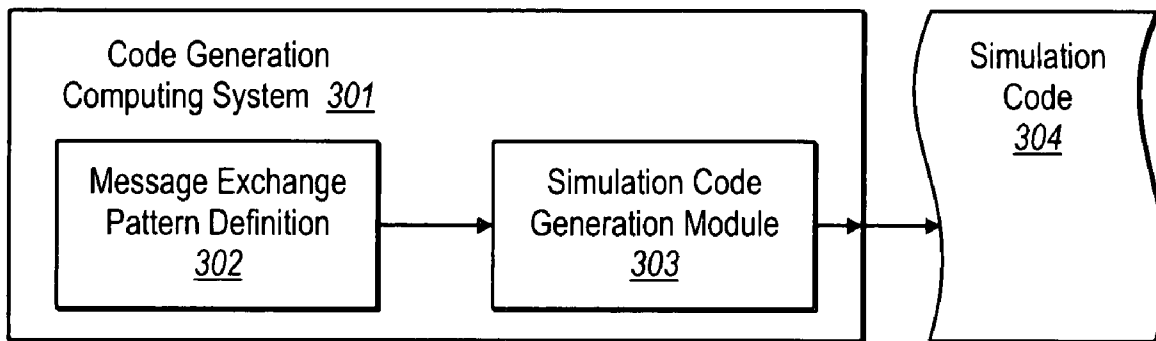 Code Generation
Computing System 301
Message Exchange
Pattern Definition
302
Simulation Code
Generation Module
303
Simulation
Code
304